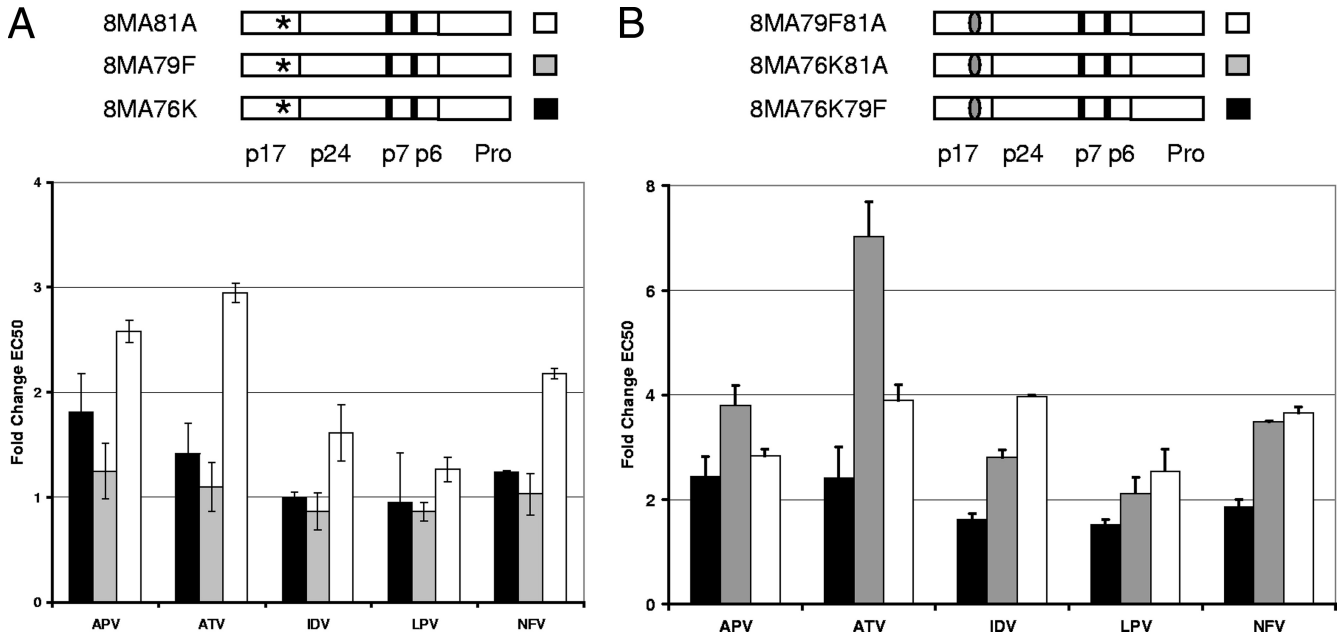 A
8MA81A
*
8MA79F
*
8MA76K
*
p17 p24 p7 p6 Pro
4
3
2
1
0
Fold Change EC50
APV ATV IDV LPV NFV
B
8MA79F81A
8MA76K81A
8MA76K79F
p17 p24 p7 p6 Pro
8
6
4
2
0
Fold Change EC50
APV ATV IDV LPV NFV